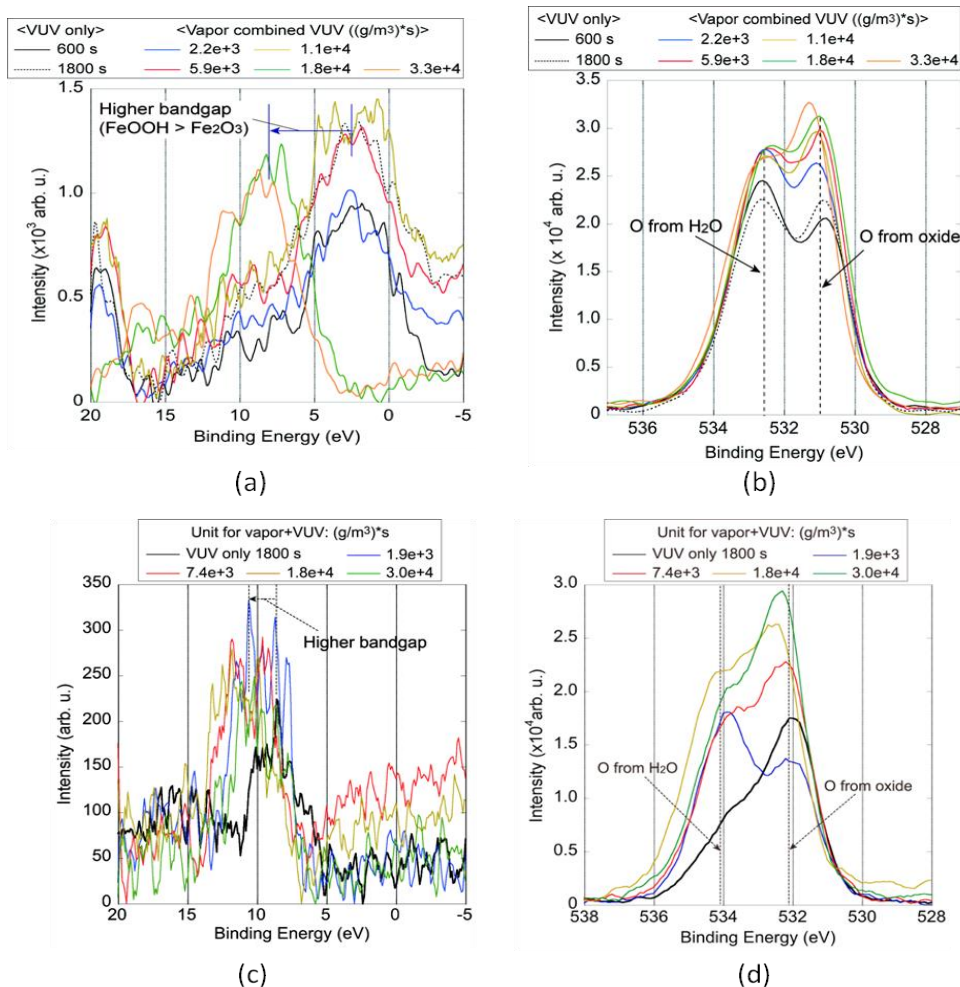 <VUV only> <Vapor combined VUV ((g/m³)*s)>
600 s 2.2e+3 1.1e+4
1800 s 5.9e+3 1.8e+4 3.3e+4
1.5
1.0
0.5
0
Higher bandgap
(FeOOH > Fe₂O₃)
Intensity (x10³ arb. u.)
20 15 10 5 0 -5
Binding Energy (eV)
(a)
<VUV only> <Vapor combined VUV ((g/m³)*s)>
600 s 2.2e+3 1.1e+4
1800 s 5.9e+3 1.8e+4 3.3e+4
3.5
3.0
2.5
2.0
1.5
1.0
0.5
0
O from H₂O
O from oxide
Intensity (x 10⁴ arb. u.)
536 534 532 530 528
Binding Energy (eV)
(b)
Unit for vapor+VUV: (g/m³)*s
VUV only 1800 s 1.9e+3
7.4e+3 1.8e+4 3.0e+4
350
300
250
200
150
100
50
0
Higher bandgap
Intensity (arb. u.)
20 15 10 5 0 -5
Binding Energy (eV)
(c)
Unit for vapor+VUV: (g/m³)*s
VUV only 1800 s 1.9e+3
7.4e+3 1.8e+4 3.0e+4
3.0
2.5
2.0
1.5
1.0
0.5
0
O from H₂O
O from oxide
Intensity (x10⁴ arb. u.)
538 536 534 532 530 528
Binding Energy (eV)
(d)